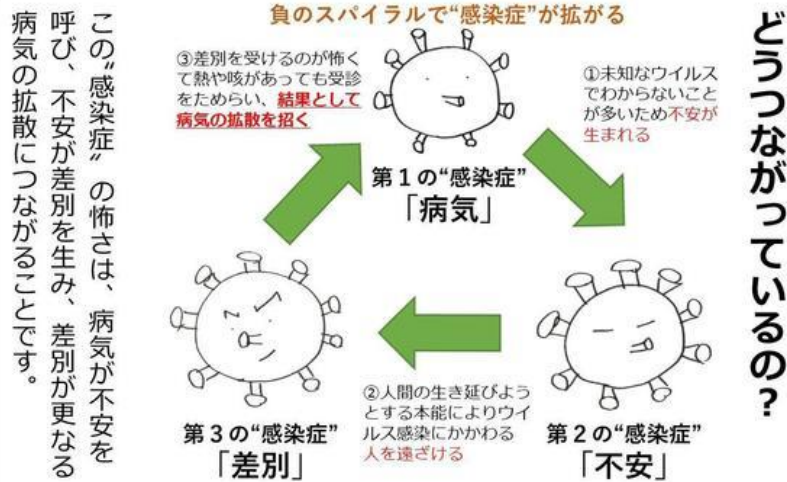 どうつながっているの？
負のスパイラルで“感染症”が拡がる
①未知なウイルス
でわからないこと
が多いため不安が
生まれる
第１の“感染症”
「病気」
②人間の生き延びよう
とする本能によりウイ
ルス感染にかかわる
人を遠ざける
第２の“感染症”
「不安」
③差別を受けるのが怖く
て熱や咳があっても受診
をためらい、結果として
病気の拡散を招く
第３の“感染症”
「差別」
この“感染症”の怖さは、病気が不安を
呼び、不安が差別を生み、差別が更なる
病気の拡散につながることです。